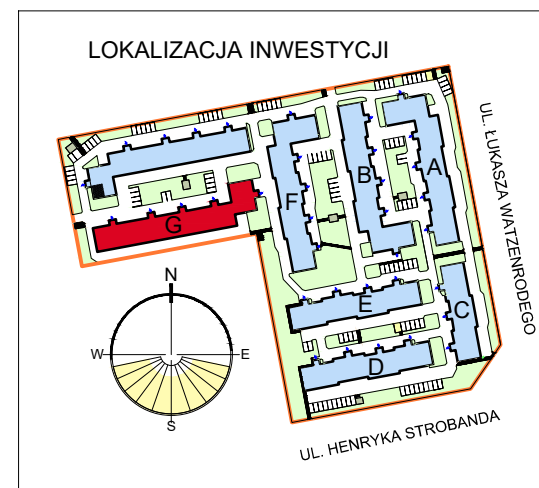 LOKALIZACJA INWESTYCJI
UL. ŁUKASZA WATZENRODEGO
A
B
F
G
C
E
D
N
W
E
S
UL. HENRYKA STROBANDA